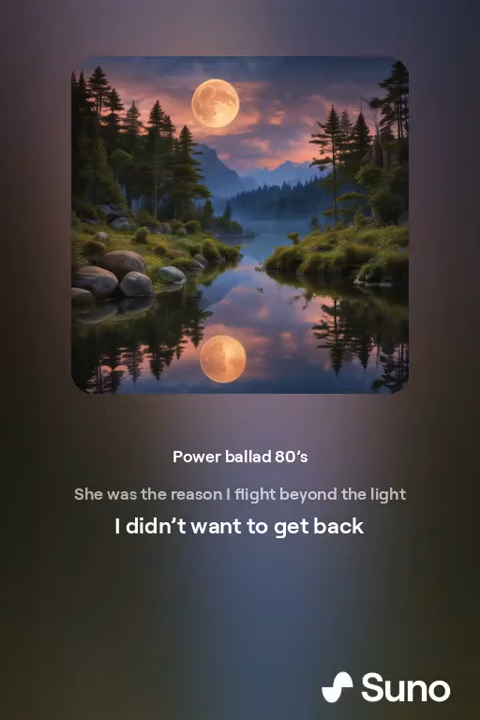 Power ballad 80’s
She was the reason I flight beyond the light
I didn’t want to get back
Suno